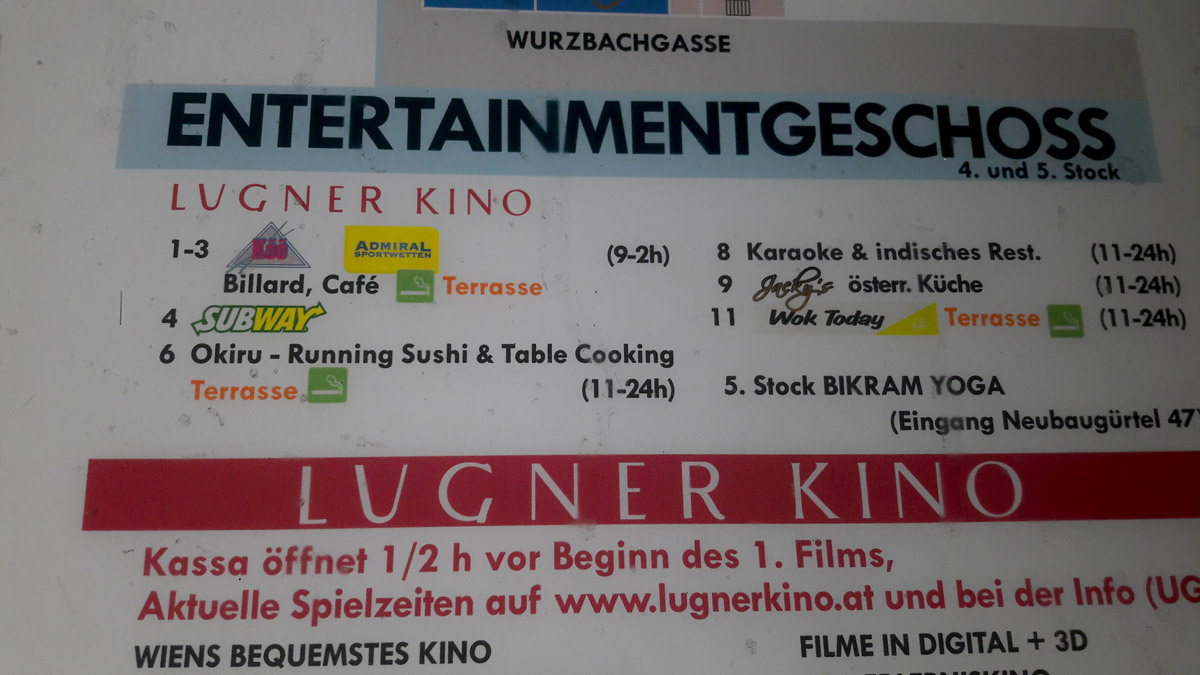 WURZBACHGASSE
ENTERTAINMENTGESCHOSS
4. und 5. Stock
LUGNER KINO
1-3 Köö ADMIRAL SPORTWETTEN (9-2h)
Billard, Café Terrasse
4 SUBWAY
6 Okiru - Running Sushi & Table Cooking
Terrasse (11-24h)
8 Karaoke & indisches Rest. (11-24h)
9 Jacky's österr. Küche (11-24h)
11 Wok Today Terrasse (11-24h)
5. Stock BIKRAM YOGA
(Eingang Neubaugürtel 47
LUGNER KINO
Kassa öffnet 1/2 h vor Beginn des 1. Films,
Aktuelle Spielzeiten auf www.lugnerkino.at und bei der Info (UG
WIENS BEQUEMSTES KINO
FILME IN DIGITAL + 3D